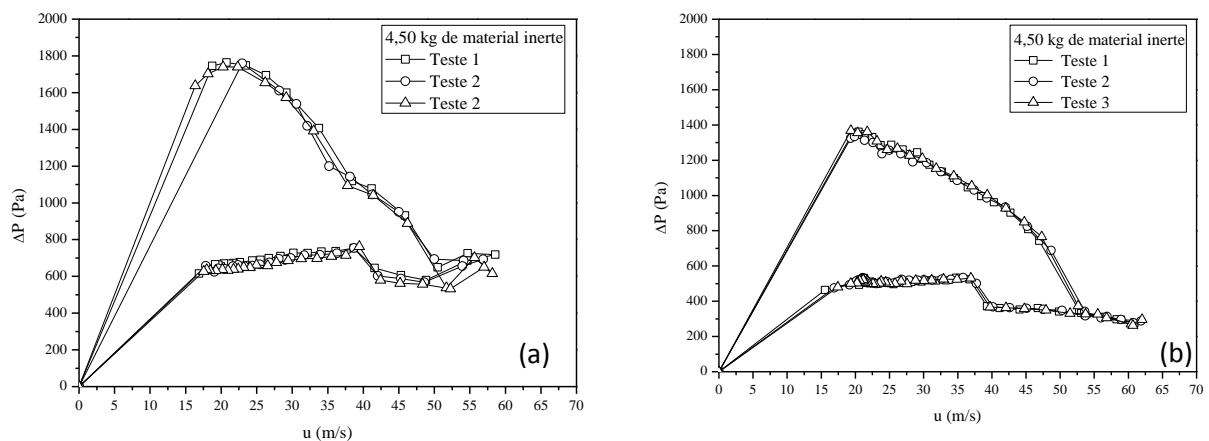 2000
1800
1600
1400
1200
1000
800
600
400
200
0
ΔP (Pa)
0 5 10 15 20 25 30 35 40 45 50 55 60 65 70
u (m/s)
4,50 kg de material inerte
Teste 1
Teste 2
Teste 2
(a)
2000
1800
1600
1400
1200
1000
800
600
400
200
0
ΔP (Pa)
0 5 10 15 20 25 30 35 40 45 50 55 60 65 70
u (m/s)
4,50 kg de material inerte
Teste 1
Teste 2
Teste 3
(b)